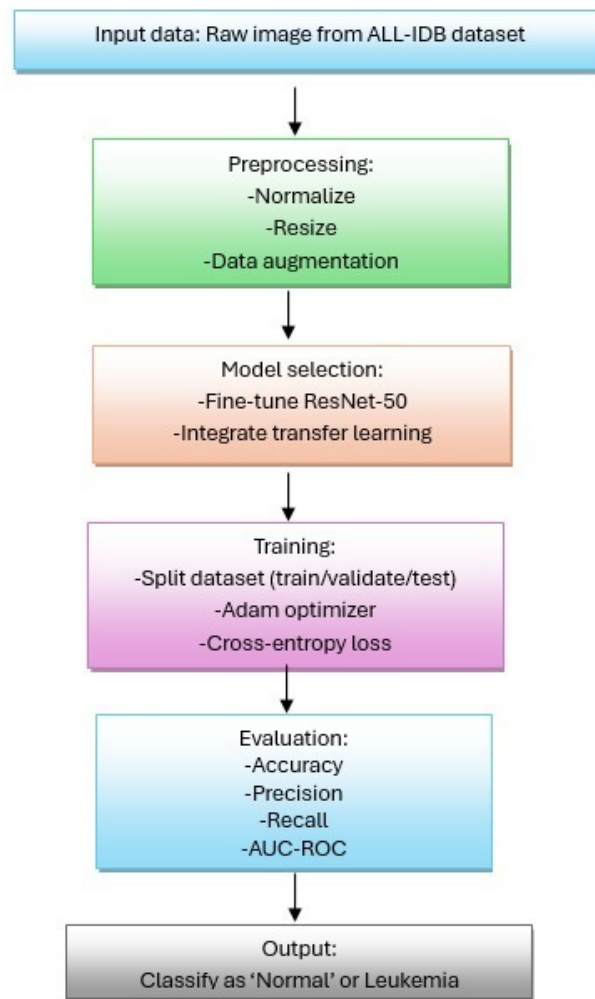 Input data: Raw image from ALL-IDB dataset
Preprocessing:
-Normalize
-Resize
-Data augmentation
Model selection:
-Fine-tune ResNet-50
-Integrate transfer learning
Training:
-Split dataset (train/validate/test)
-Adam optimizer
-Cross-entropy loss
Evaluation:
-Accuracy
-Precision
-Recall
-AUC-ROC
Output:
Classify as ‘Normal’ or Leukemia